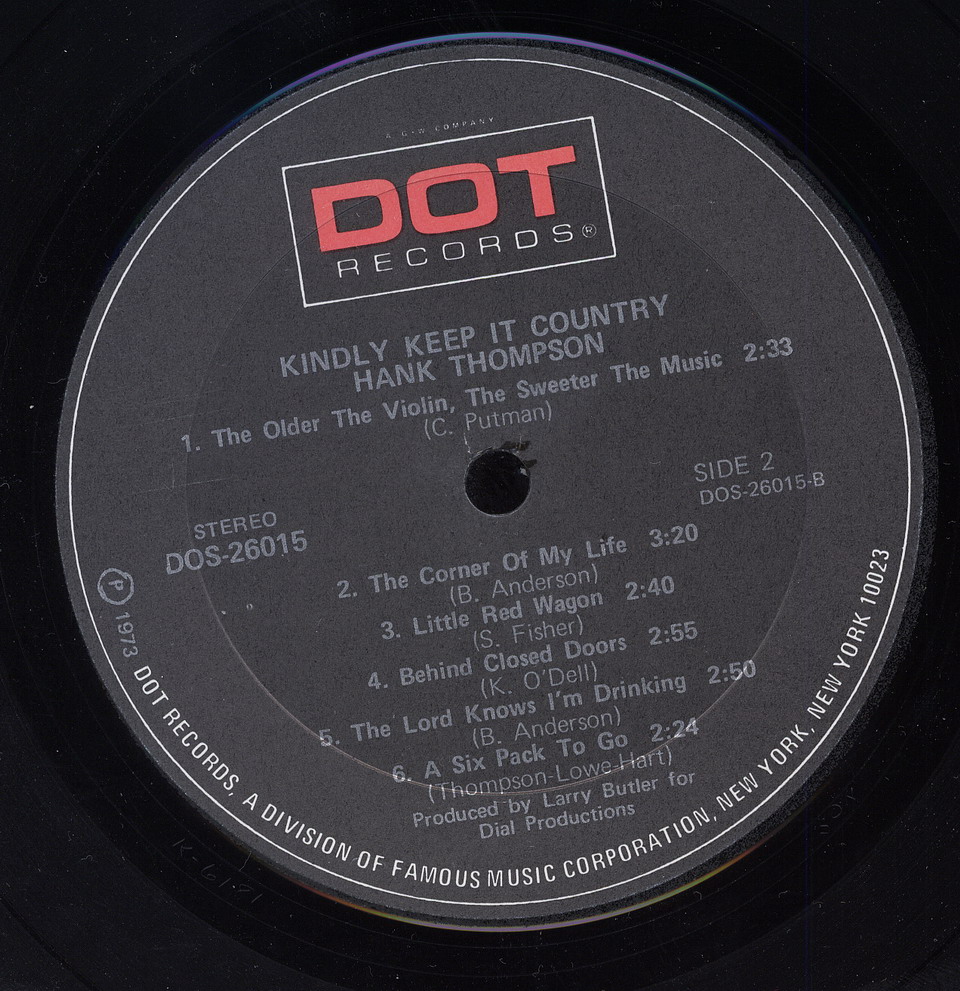 A G+W COMPANY
DOT
RECORDS®
KINDLY KEEP IT COUNTRY
HANK THOMPSON
1. The Older The Violin, The Sweeter The Music 2:33
(C. Putman)
SIDE 2
DOS-26015-B
STEREO
DOS-26015
2. The Corner Of My Life 3:20
(B. Anderson)
3. Little Red Wagon 2:40
(S. Fisher)
4. Behind Closed Doors 2:55
(K. O'Dell)
5. The Lord Knows I'm Drinking 2:50
(B. Anderson)
6. A Six Pack To Go 2:24
(Thompson-Lowe-Hart)
Produced by Larry Butler for
Dial Productions
℗ 1973 DOT RECORDS, A DIVISION OF FAMOUS MUSIC CORPORATION, NEW YORK, NEW YORK 10023